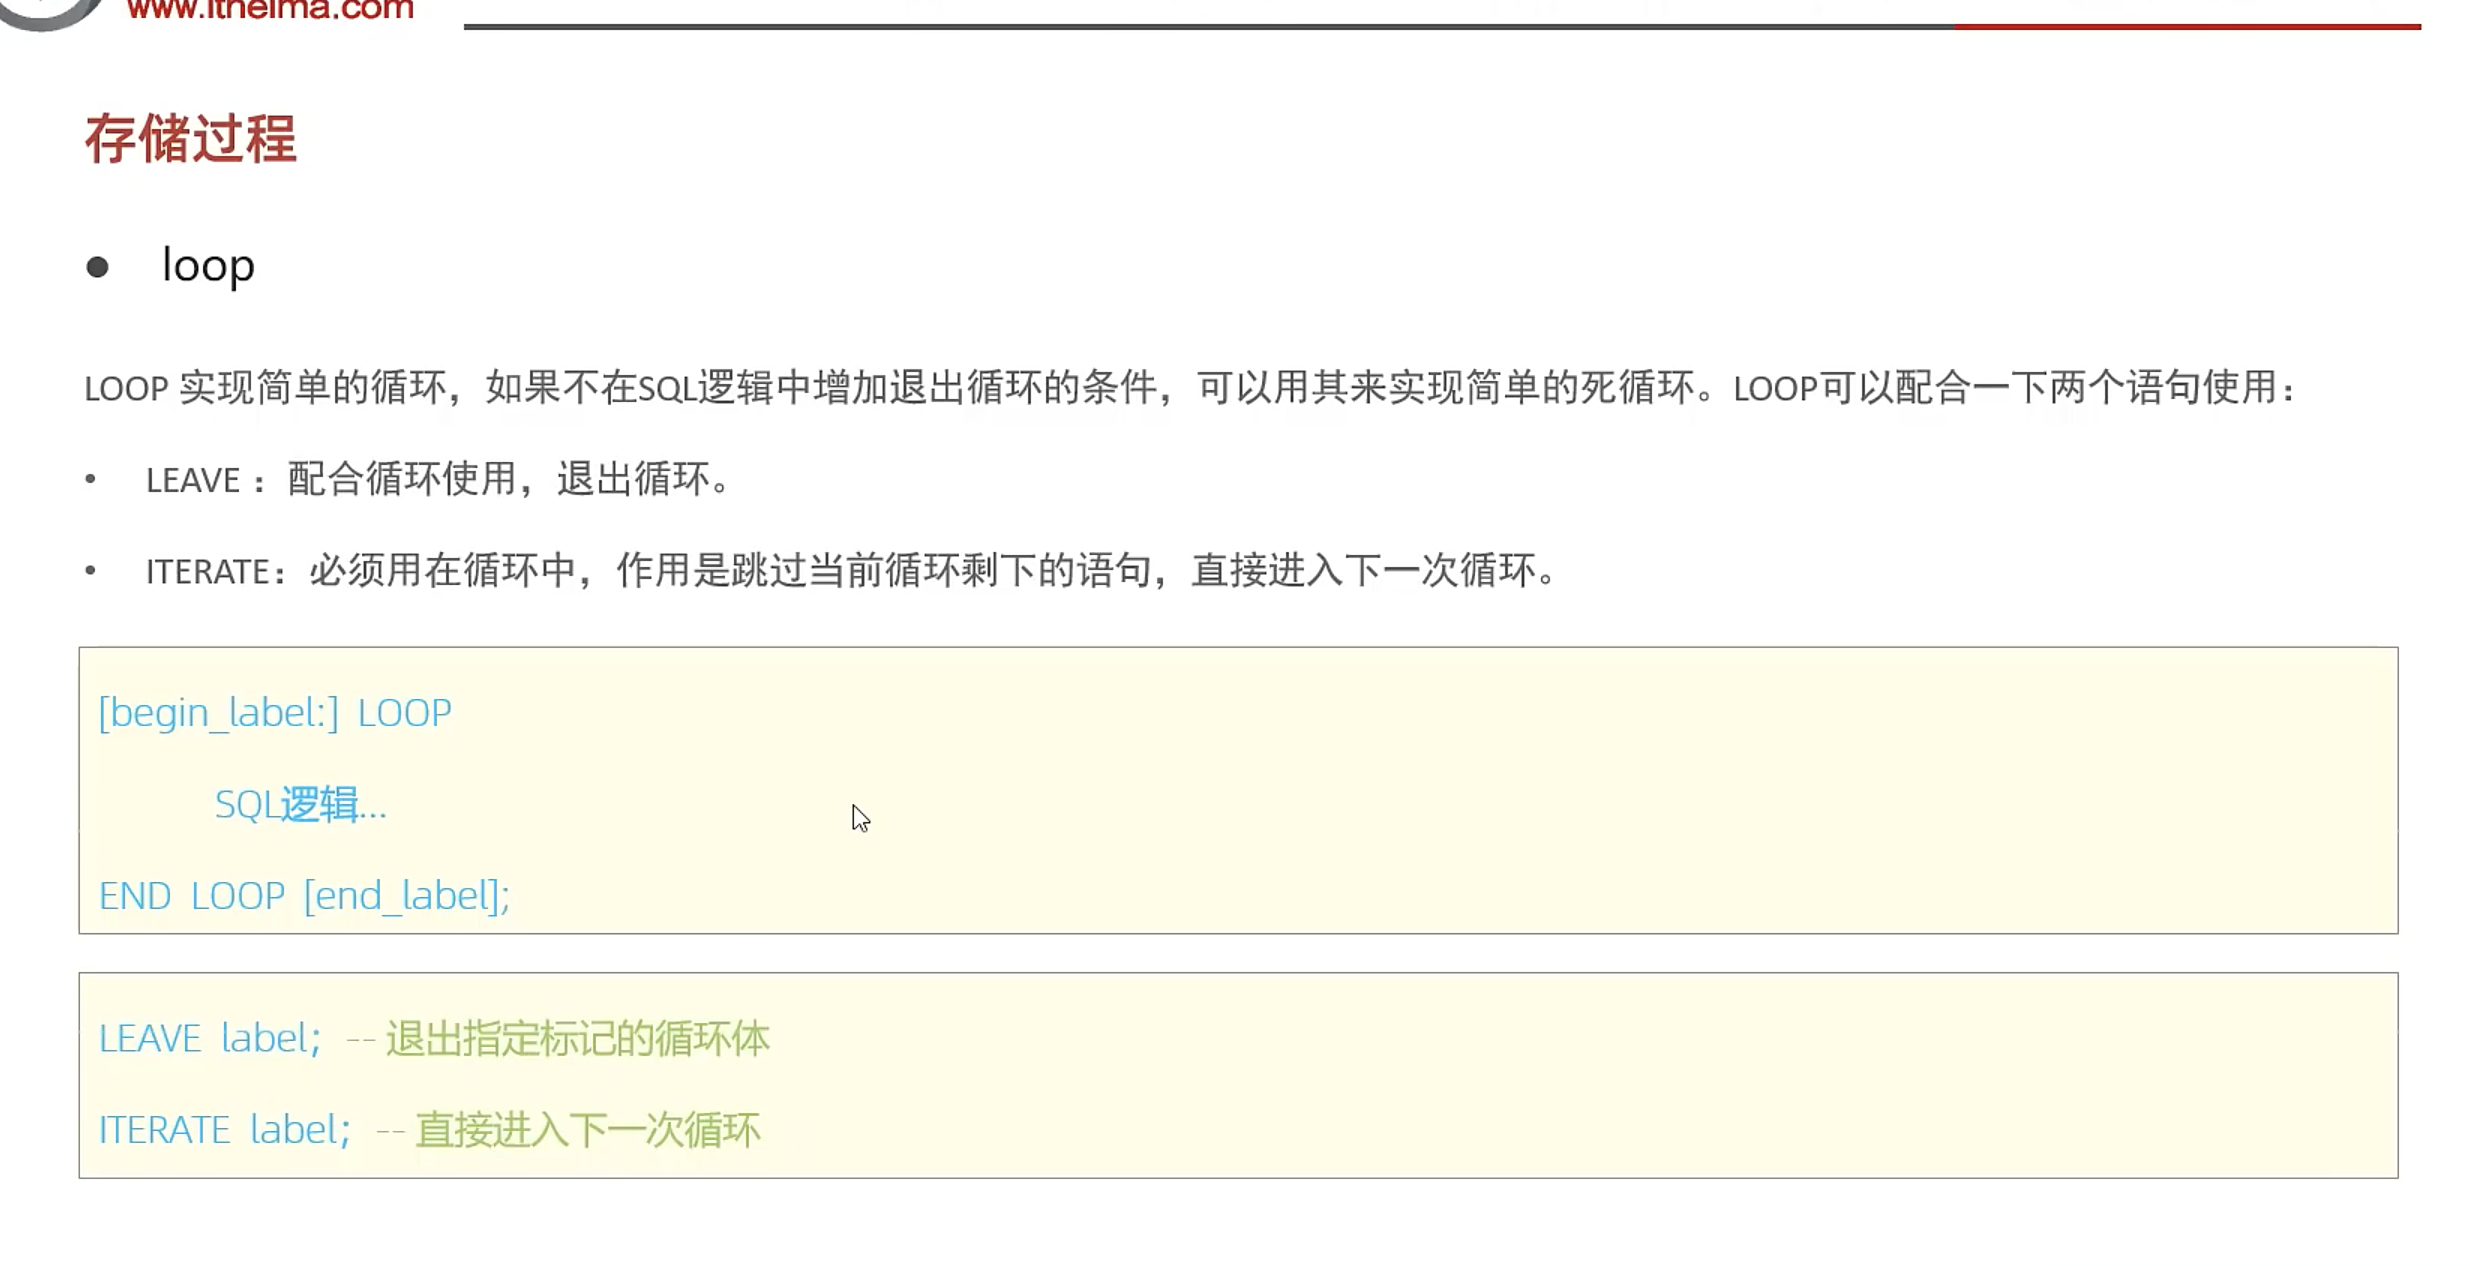 www.itheima.com
存储过程
● loop
LOOP 实现简单的循环，如果不在SQL逻辑中增加退出循环的条件，可以用其来实现简单的死循环。LOOP可以配合一下两个语句使用：
• LEAVE ：配合循环使用，退出循环。
• ITERATE：必须用在循环中，作用是跳过当前循环剩下的语句，直接进入下一次循环。
[begin_label:] LOOP
SQL逻辑...
END LOOP [end_label];
LEAVE label; -- 退出指定标记的循环体
ITERATE label; -- 直接进入下一次循环